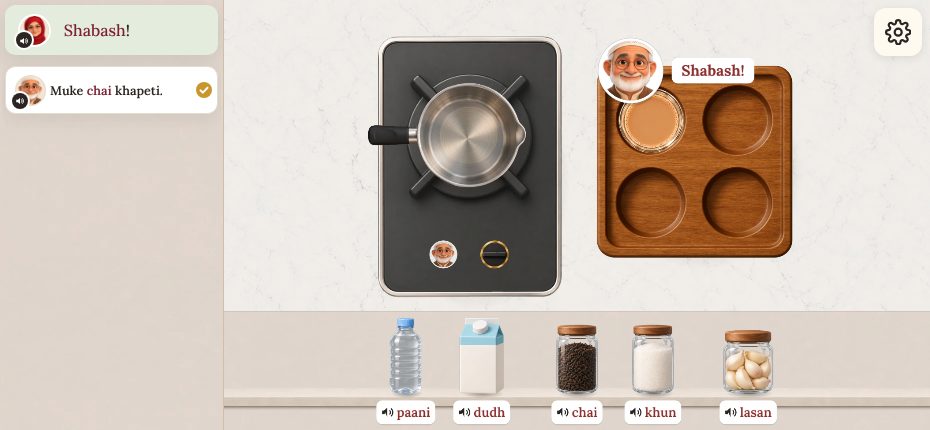 Shabash!
Muke chai khapeti.
Shabash!
paani
dudh
chai
khun
lasan